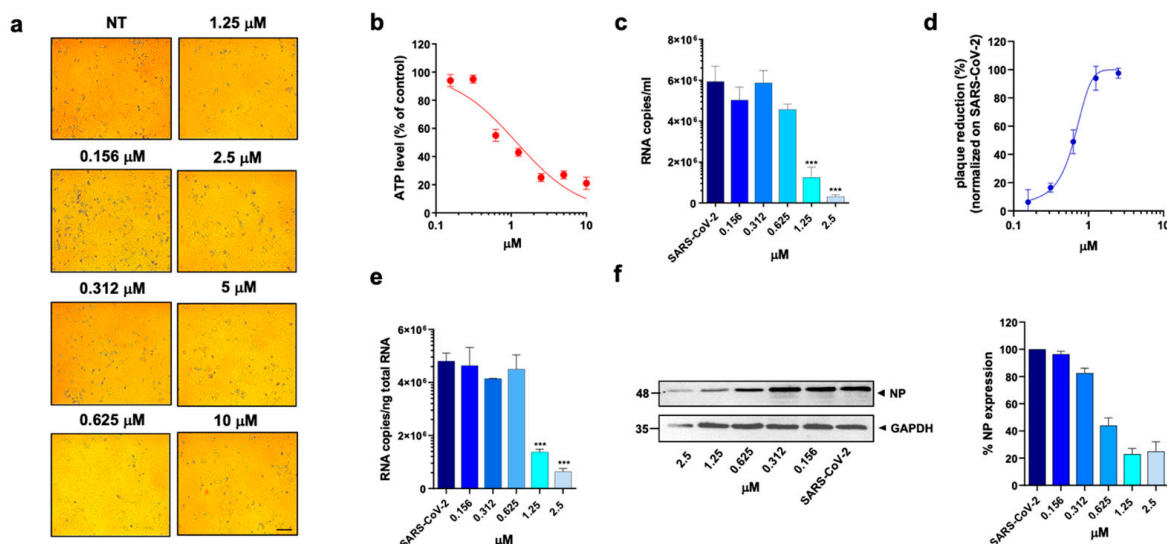 a
NT
1.25 µM
0.156 µM
2.5 µM
0.312 µM
5 µM
0.625 µM
10 µM
b
ATP level (% of control)
120
100
80
60
40
20
0
0.1
1
10
µM
c
RNA copies/ml
8×10⁶
6×10⁶
4×10⁶
2×10⁶
0
***
***
SARS-CoV-2
0.156
0.312
0.625
1.25
2.5
µM
d
plaque reduction (%)
(normalized on SARS-CoV-2)
120
100
80
60
40
20
0
0.1
1
10
µM
e
RNA copies/ng total RNA
6×10⁶
4×10⁶
2×10⁶
0
***
***
SARS-CoV-2
0.156
0.312
0.625
1.25
2.5
µM
f
48
NP
35
GAPDH
2.5
1.25
0.625
0.312
0.156
SARS-CoV-2
µM
% NP expression
120
100
80
60
40
20
0
SARS-CoV-2
0.156
0.312
0.625
1.25
2.5
µM